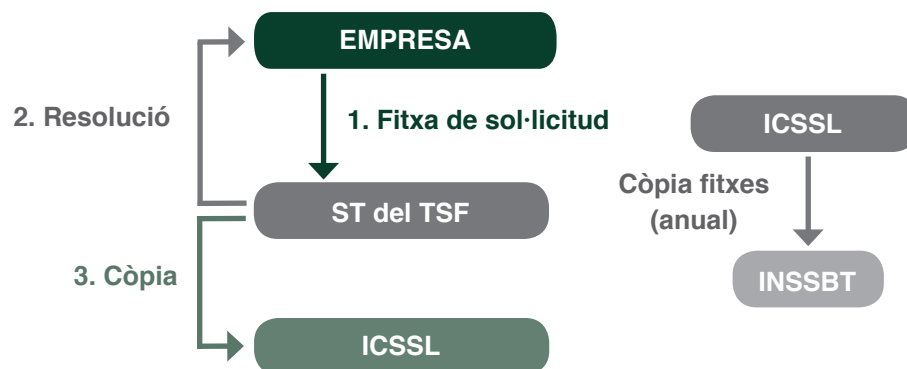 EMPRESA
2. Resolució
1. Fitxa de sol·licitud
ICSSL
Còpia fitxes
(anual)
ST del TSF
3. Còpia
INSSBT
ICSSL